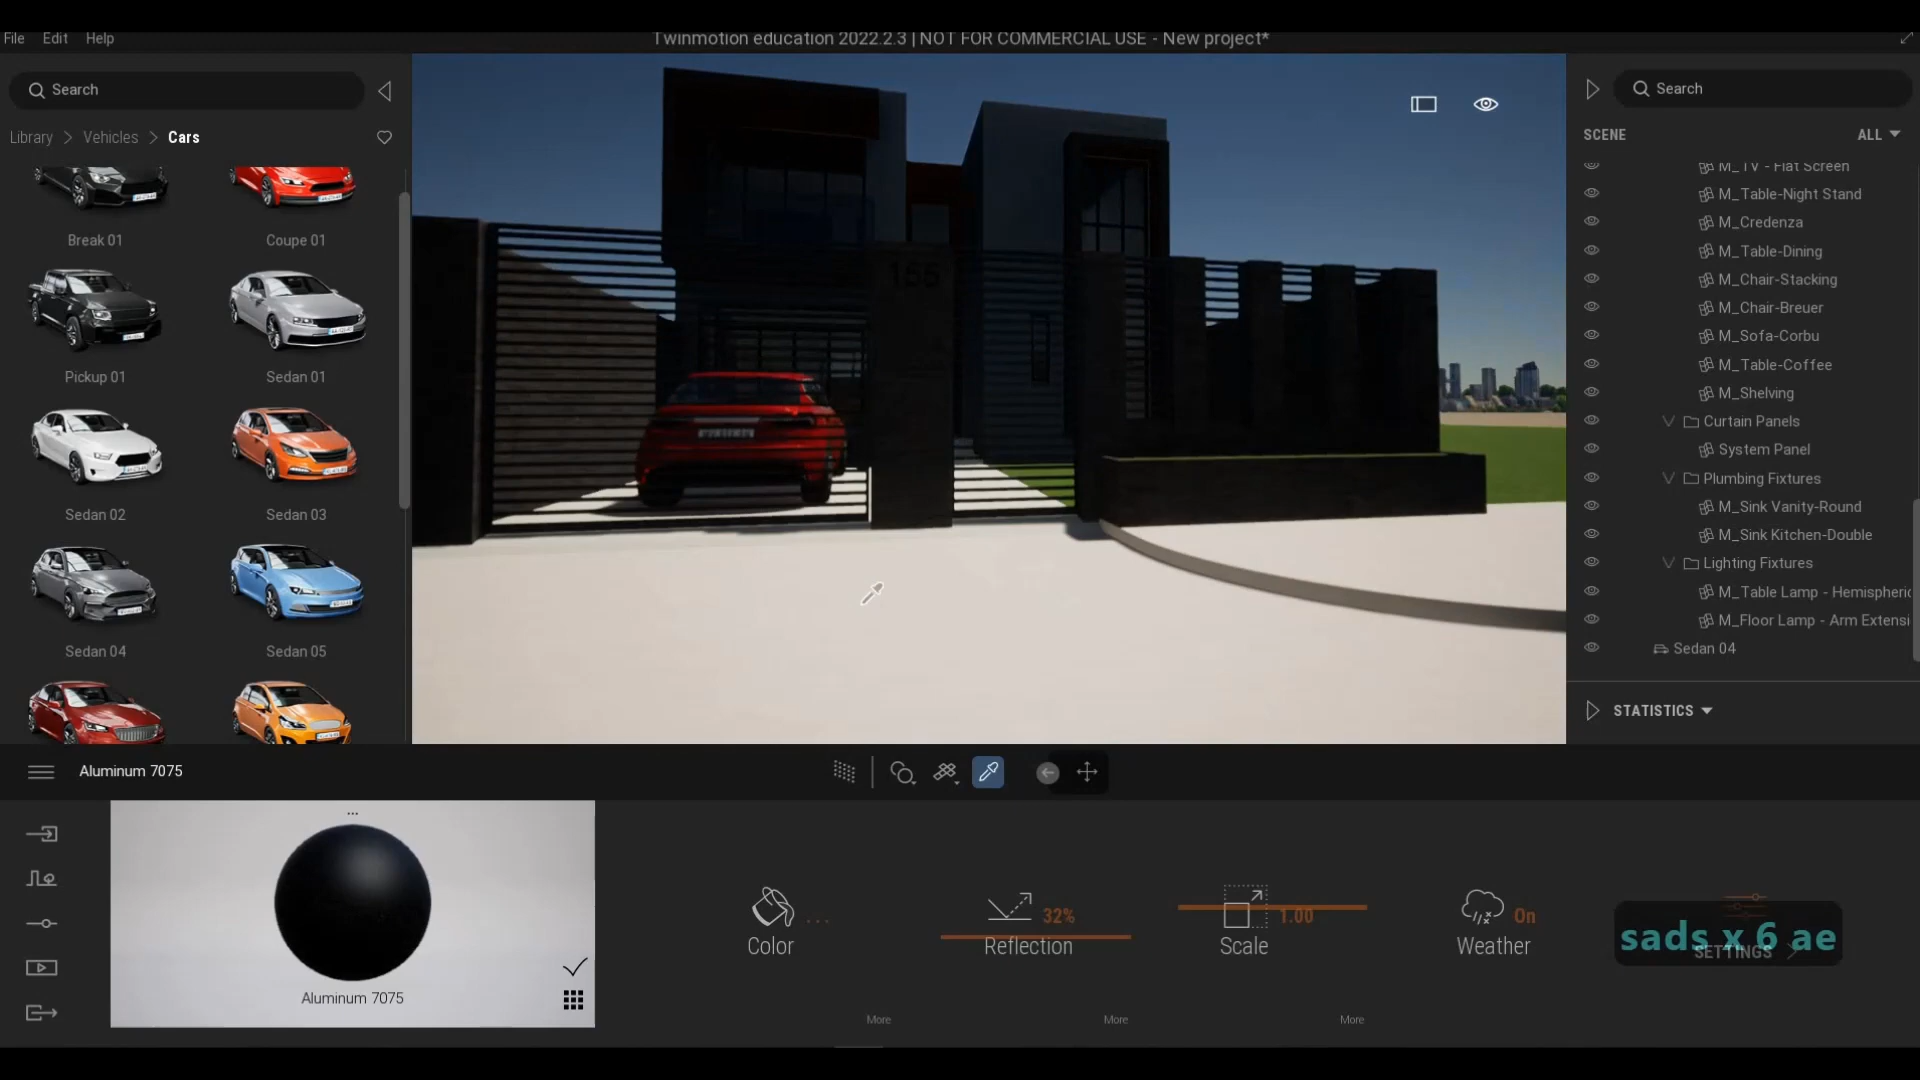 File Edit Help
Twinmotion education 2022.2.3 | NOT FOR COMMERCIAL USE - New project*
Search
Library > Vehicles > Cars
Break 01
Coupe 01
Pickup 01
Sedan 01
Sedan 02
Sedan 03
Sedan 04
Sedan 05
155
Search
SCENE
ALL
M_TV - Flat Screen
M_Table-Night Stand
M_Credenza
M_Table-Dining
M_Chair-Stacking
M_Chair-Breuer
M_Sofa-Corbu
M_Table-Coffee
M_Shelving
Curtain Panels
System Panel
Plumbing Fixtures
M_Sink Vanity-Round
M_Sink Kitchen-Double
Lighting Fixtures
M_Table Lamp - Hemispheric
M_Floor Lamp - Arm Extensi
Sedan 04
STATISTICS
Aluminum 7075
...
Aluminum 7075
Color
...
More
Reflection
32%
More
Scale
1.00
More
Weather
On
SETTINGS
sads x 6 ae